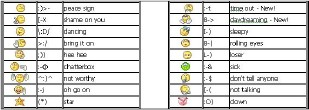 :)>- peace sign
[-X shame on you
\:D/ dancing
>:/ bring it on
;)) hee hee
:-@ chatterbox
^:)^ not worthy
:-j oh go on
(*) star
:-t time out - New!
8-> daydreaming - New!
I-) sleepy
8-| rolling eyes
L-) loser
:-& sick
:-$ don't tell anyone
[-( not talking
:O) clown